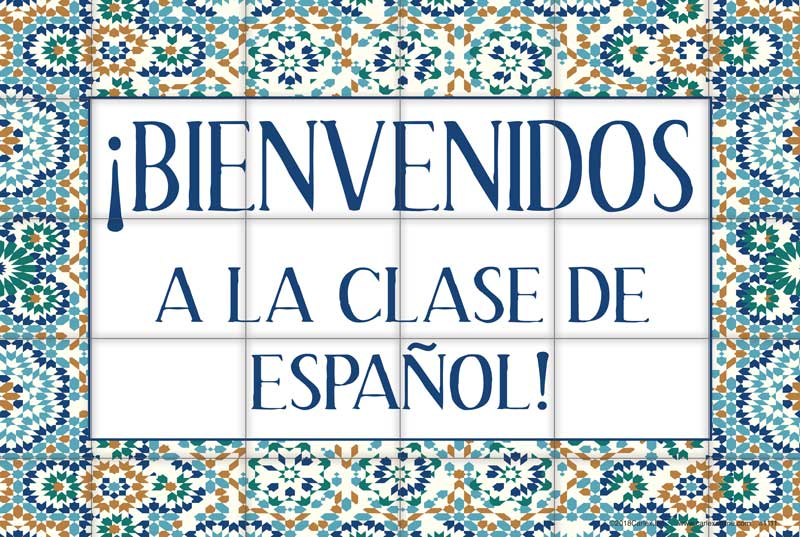 ¡BIENVENIDOS
A LA CLASE DE
ESPAÑOL!